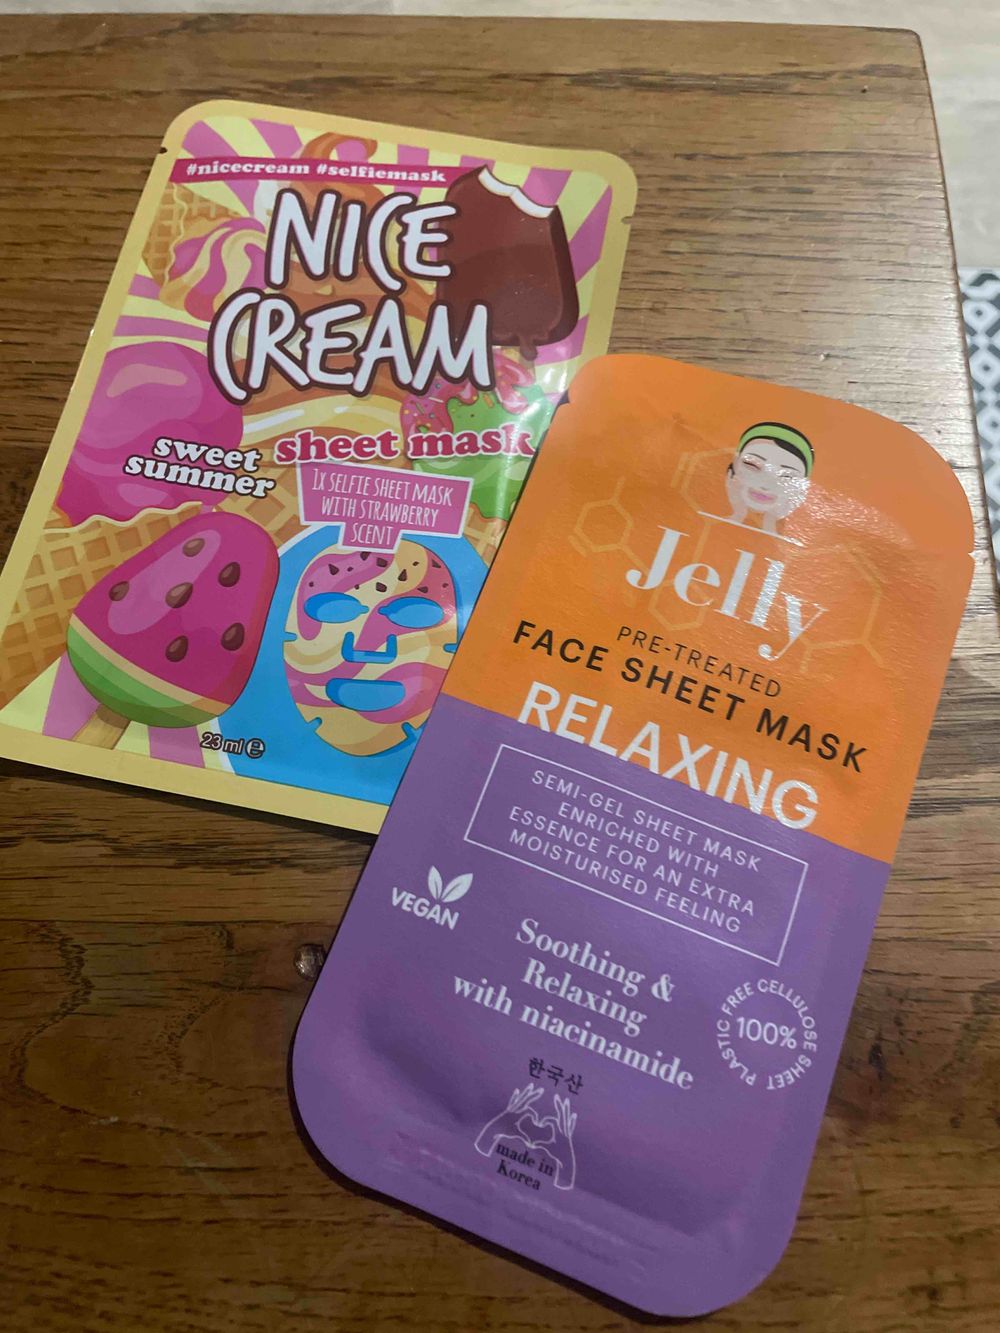 #nicecream #selfiemask
NICE
CREAM
sweet
summer
sheet mask
1X SELFIE SHEET MASK
WITH STRAWBERRY
SCENT
23 ml e
Jelly
PRE-TREATED
FACE SHEET MASK
RELAXING
SEMI-GEL SHEET MASK
ENRICHED WITH
ESSENCE FOR AN EXTRA
MOISTURISED FEELING
VEGAN
Soothing &
Relaxing
with niacinamide
PLASTIC FREE CELLULOSE SHEET
100%
한국산
made in
Korea